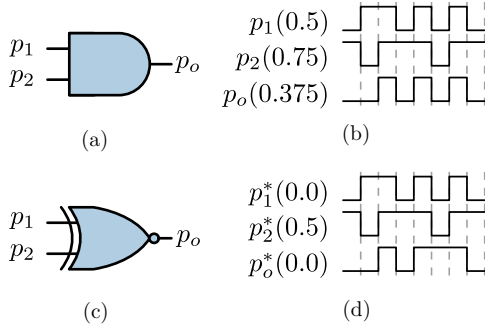 p₁ pₒ p₂
(a)
p₁(0.5)
p₂(0.75)
pₒ(0.375)
(b)
p₁ pₒ p₂
(c)
p₁*(0.0)
p₂*(0.5)
pₒ*(0.0)
(d)